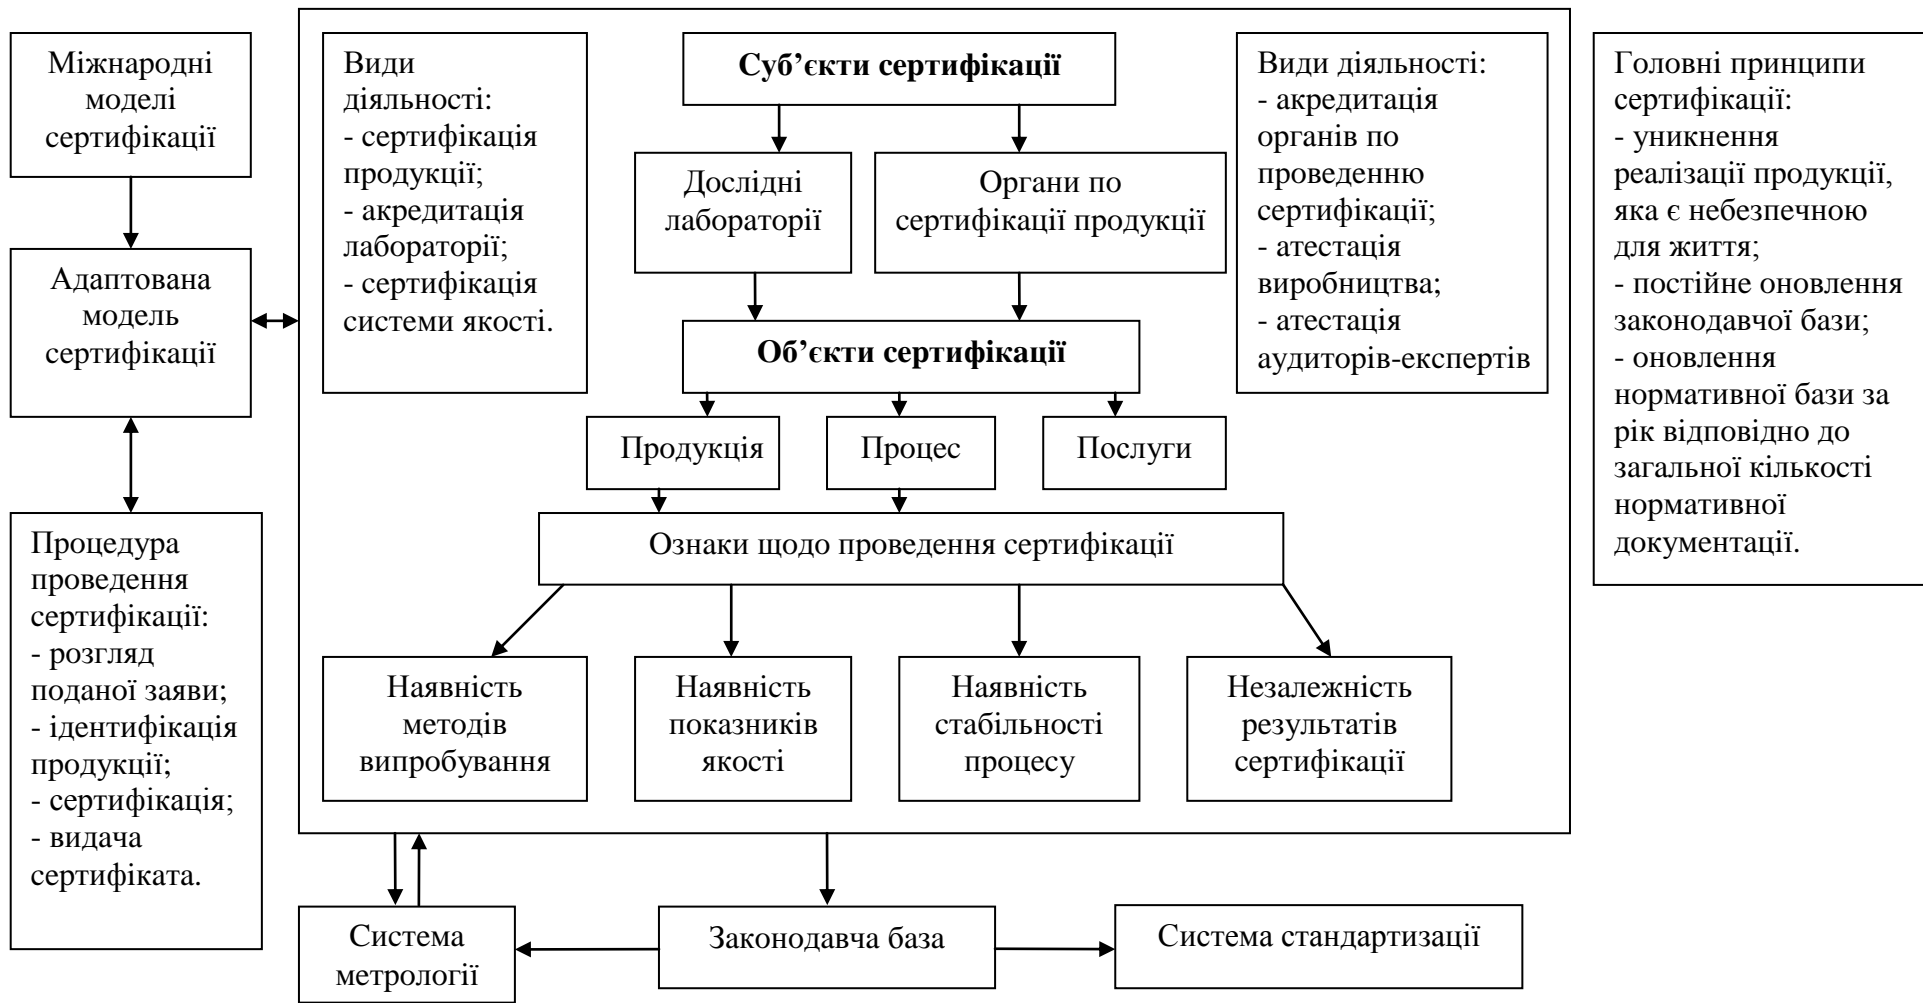 Міжнародні
моделі
сертифікації
Адаптована
модель
сертифікації
Процедура
проведення
сертифікації:
- розгляд
поданої заяви;
- ідентифікація
продукції;
- сертифікація;
- видача
сертифіката.
Види
діяльності:
- сертифікація
продукції;
- акредитація
лабораторії;
- сертифікація
системи якості.
Суб’єкти сертифікації
Дослідні
лабораторії
Органи по
сертифікації продукції
Об’єкти сертифікації
Продукція
Процес
Послуги
Види діяльності:
- акредитація
органів по
проведенню
сертифікації;
- атестація
виробництва;
- атестація
аудиторів-експертів
Ознаки щодо проведення сертифікації
Наявність
методів
випробування
Наявність
показників
якості
Наявність
стабільності
процесу
Незалежність
результатів
сертифікації
Система
метрології
Законодавча база
Система стандартизації
Головні принципи
сертифікації:
- уникнення
реалізації продукції,
яка є небезпечною
для життя;
- постійне оновлення
законодавчої бази;
- оновлення
нормативної бази за
рік відповідно до
загальної кількості
нормативної
документації.